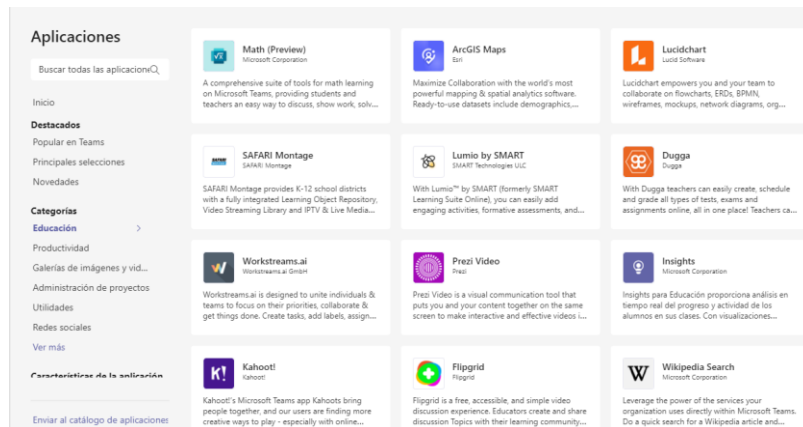 Aplicaciones
Buscar todas las aplicacione
Inicio
Destacados
Popular en Teams
Principales selecciones
Novedades
Categorías
Educación
Productividad
Galerías de imágenes y vid...
Administración de proyectos
Utilidades
Redes sociales
Ver más
Características de la aplicación
Enviar al catálogo de aplicaciones
Math (Preview)
Microsoft Corporation
A comprehensive suite of tools for math learning
on Microsoft Teams, providing students and
teachers an easy way to discuss, show work, solv...
ArcGIS Maps
Esri
Maximize Collaboration with the world's most
powerful mapping & spatial analytics software.
Ready-to-use datasets include demographics,...
Lucidchart
Lucid Software
Lucidchart empowers you and your team to
collaborate on flowcharts, ERDs, BPMN,
wireframes, mockups, network diagrams, org...
SAFARI
SAFARI Montage
SAFARI Montage
SAFARI Montage provides K-12 school districts
with a fully integrated Learning Object Repository,
Video Streaming Library and IPTV & Live Media...
Lumio by SMART
SMART Technologies ULC
With Lumio™ by SMART (formerly SMART
Learning Suite Online), you can easily add
engaging activities, formative assessments, and...
Dugga
Dugga
With Dugga teachers can easily create, schedule
and grade all types of tests, exams and
assignments online, all in one place! Teachers ca...
Workstreams.ai
Workstreams.ai GmbH
Workstreams.ai is designed to unite individuals &
teams to focus on their priorities, collaborate &
get things done. Create tasks, add labels, assign...
Prezi Video
Prezi
Prezi Video is a visual communication tool that
puts you and your content together on the same
screen to make interactive and effective videos i...
Insights
Microsoft Corporation
Insights para Educación proporciona análisis en
tiempo real del progreso y actividad de los
alumnos en sus clases. Con visualizaciones...
K!
Kahoot!
Kahoot!
Kahoot!'s Microsoft Teams app Kahoots bring
people together, and our users are finding more
creative ways to play - especially with online...
Flipgrid
Flipgrid
Flipgrid is a free, accessible, and simple video
discussion experience. Educators create and share
discussion Topics with their learning community...
W
Wikipedia Search
Microsoft Corporation
Leverage the power of the services your
organization uses directly within Microsoft Teams.
Do a quick search for a Wikipedia article and...